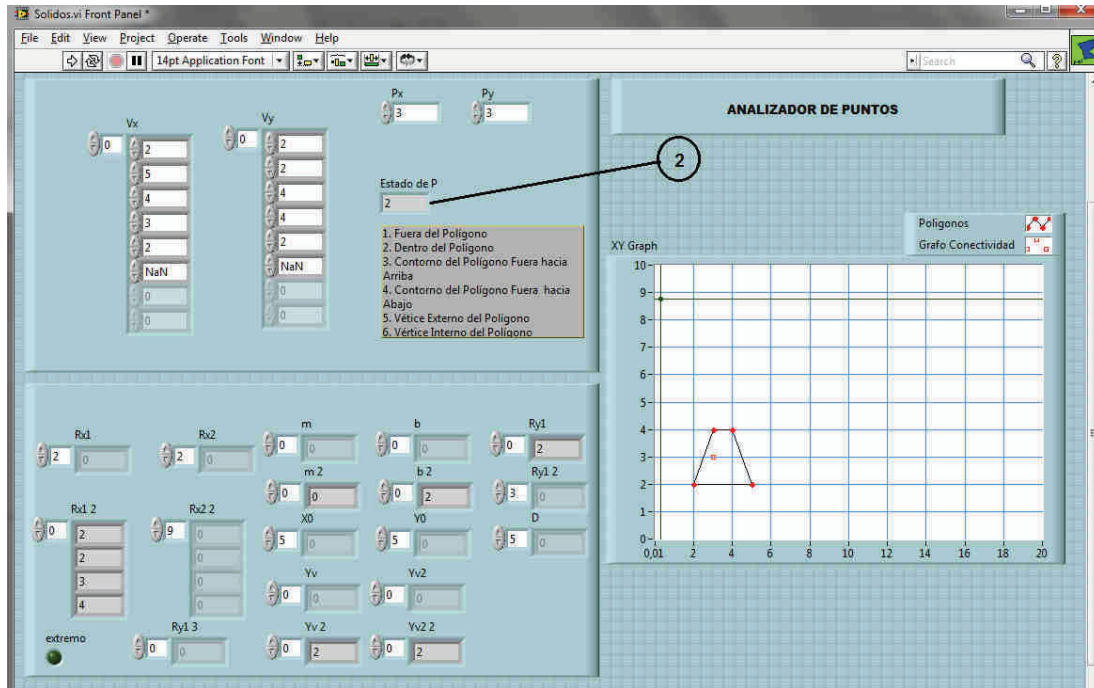 Solidos.vi Front Panel *
File Edit View Project Operate Tools Window Help
14pt Application Font
Search
?
Px Py
3 3
ANALIZADOR DE PUNTOS
Vx Vy
0 0
2 2
5 2
4 4
3 4
2 2
NaN NaN
0 0
0 0
2
Estado de P
2
1. Fuera del Polígono
2. Dentro del Polígono
3. Contorno del Polígono Fuera hacia
Arriba
4. Contorno del Polígono Fuera hacia
Abajo
5. Vétice Externo del Polígono
6. Vértice Interno del Polígono
Poligonos
Grafo Conectividad
XY Graph
10
9
8
7
6
5
4
3
2
1
0
0,01 2 4 6 8 10 12 14 16 18 20
Rx1 Rx2 m b Ry1
2 0 2 0 0 0 0 0 0 2
m 2 b 2 Ry1 2
0 0 0 2 3 0
Rx1 2 Rx2 2 X0 Y0 D
0 2 9 0 5 0 5 0 5 0
2 0
3 0
4 0
Yv Yv2
0 0 0 0
extremo Ry1 3 Yv 2 Yv2 2
0 0 0 2 0 2